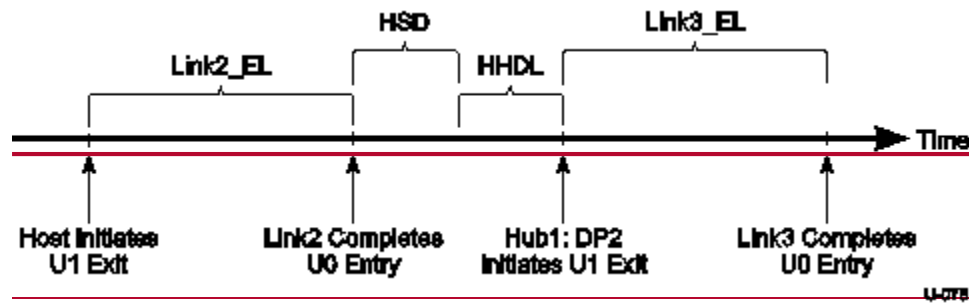 HSD
Link3_EL
Link2_EL
HHDL
Time
Host Initiates
U1 Exit
Link2 Completes
U0 Entry
Hub1: DP2
Initiates U1 Exit
Link3 Completes
U0 Entry